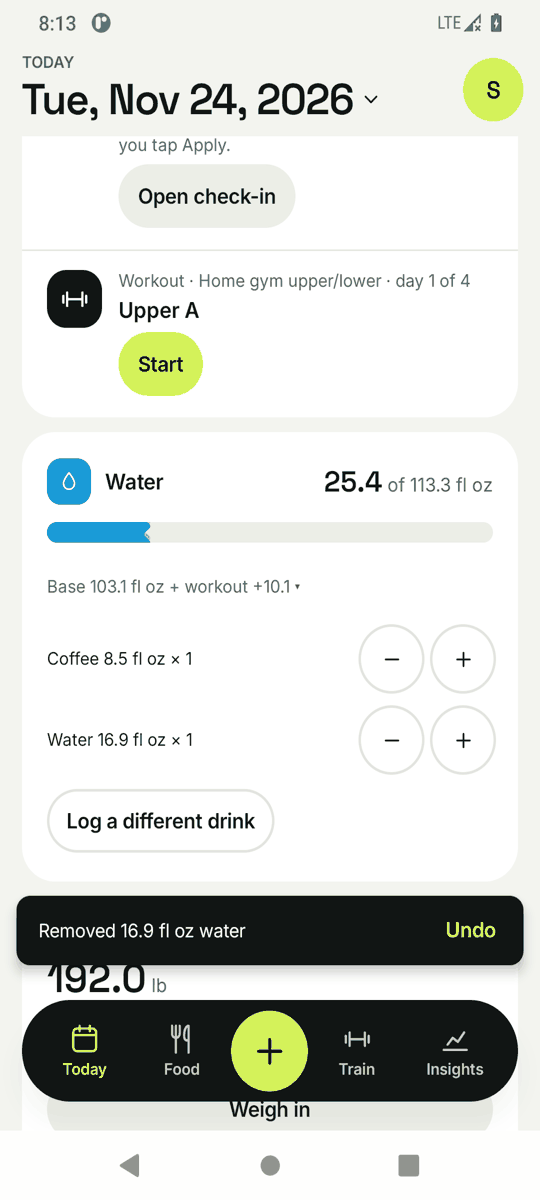 8:13
LTE
TODAY
Tue, Nov 24, 2026
S
you tap Apply.
Open check-in
Workout · Home gym upper/lower · day 1 of 4
Upper A
Start
Water
25.4 of 113.3 fl oz
Base 103.1 fl oz + workout +10.1 ▾
Coffee 8.5 fl oz × 1
Water 16.9 fl oz × 1
Log a different drink
Removed 16.9 fl oz water
Undo
192.0 lb
Today
Food
Train
Insights
Weigh in